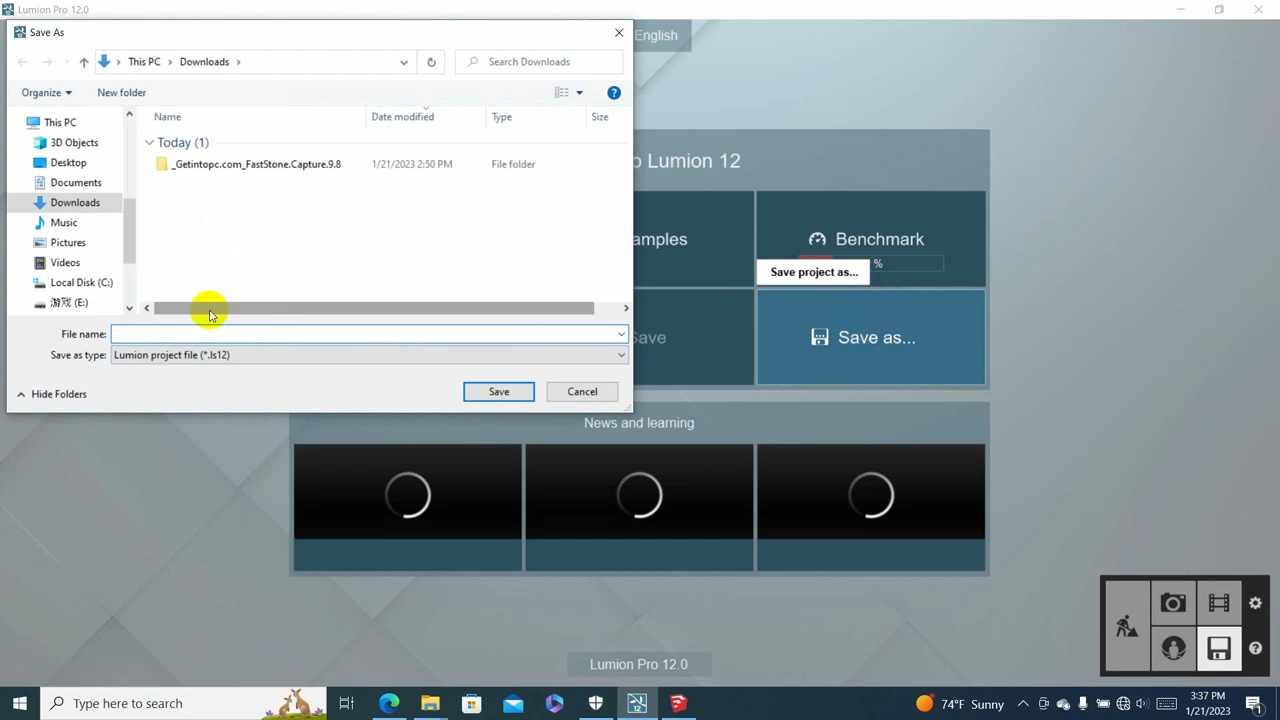 Lumion Pro 12.0
Save As
English
This PC > Downloads >
Search Downloads
Organize
New folder
Name
Date modified
Type
Size
This PC
3D Objects
Desktop
Documents
Downloads
Music
Pictures
Videos
Local Disk (C:)
游戏 (E:)
Today (1)
_Getintopc.com_FastStone.Capture.9.8
1/21/2023 2:50 PM
File folder
File name:
Save as type:
Lumion project file (*.ls12)
Hide Folders
Save
Cancel
o Lumion 12
amples
Benchmark
%
Save project as...
Save
Save as...
News and learning
Lumion Pro 12.0
Type here to search
12
74°F Sunny
3:37 PM
1/21/2023
1